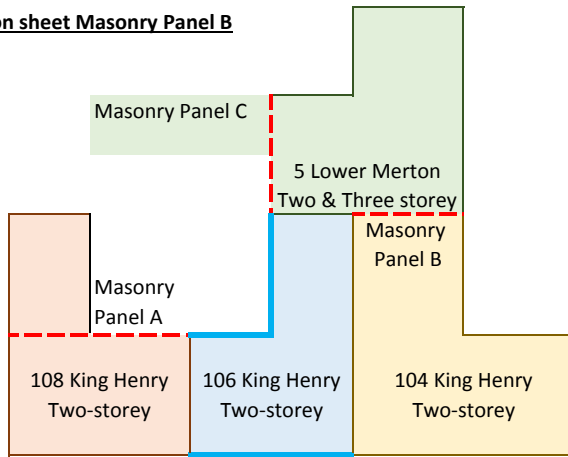 on sheet Masonry Panel B
Masonry Panel C
5 Lower Merton
Two & Three storey
Masonry
Panel B
Masonry
Panel A
108 King Henry
Two-storey
106 King Henry
Two-storey
104 King Henry
Two-storey